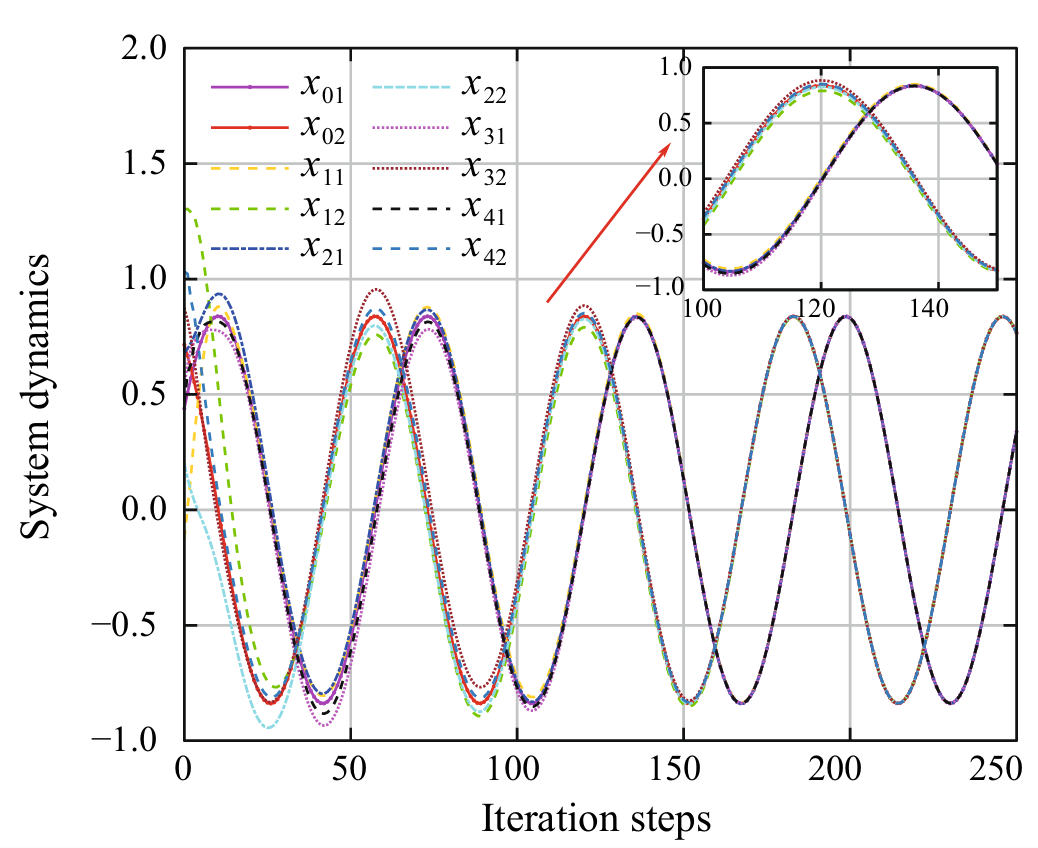 2.0
1.5
1.0
0.5
0.0
−0.5
−1.0
0 50 100 150 200 250
Iteration steps
System dynamics
x01
x02
x11
x12
x21
x22
x31
x32
x41
x42
1.0
0.5
0.0
−0.5
−1.0
100 120 140